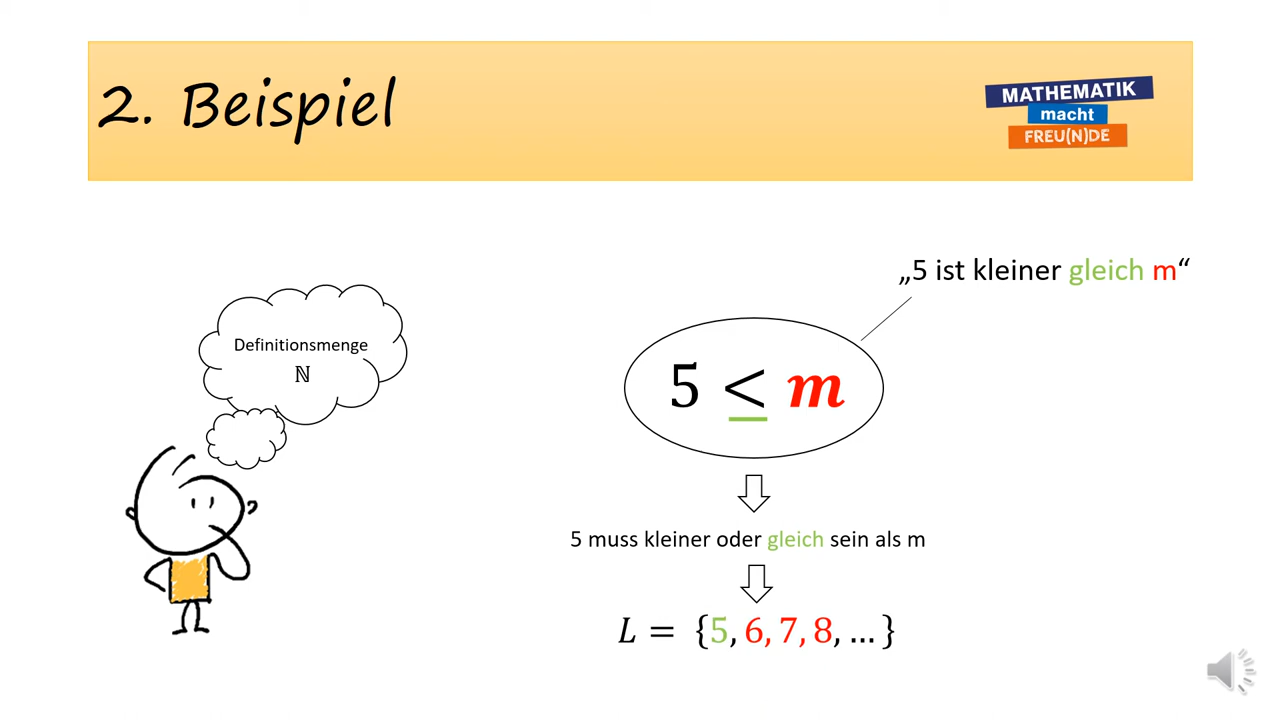 2. Beispiel
MATHEMATIK
macht
FREU(N)DE
„5 ist kleiner gleich m“
Definitionsmenge
ℕ
5 ≤ m
5 muss kleiner oder gleich sein als m
L = {5, 6, 7, 8, … }